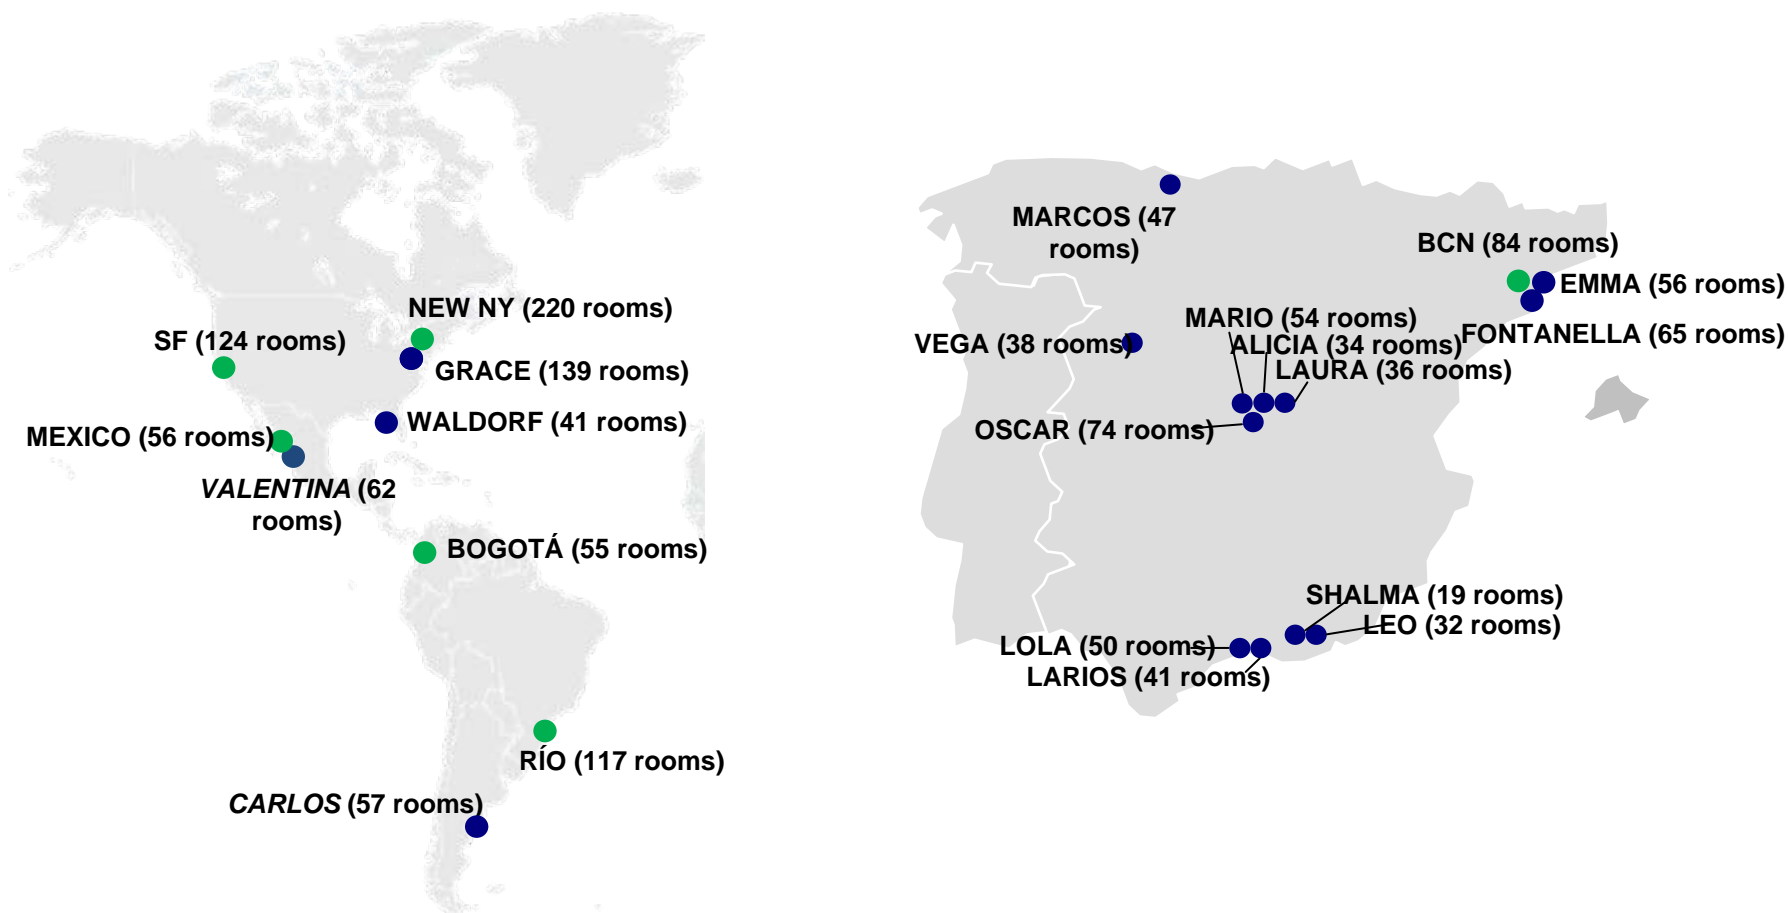 NEW NY (220 rooms)
SF (124 rooms)
GRACE (139 rooms)
WALDORF (41 rooms)
MEXICO (56 rooms)
VALENTINA (62
rooms)
BOGOTÁ (55 rooms)
RÍO (117 rooms)
CARLOS (57 rooms)
MARCOS (47
rooms)
BCN (84 rooms)
EMMA (56 rooms)
FONTANELLA (65 rooms)
MARIO (54 rooms)
VEGA (38 rooms)
ALICIA (34 rooms)
LAURA (36 rooms)
OSCAR (74 rooms)
SHALMA (19 rooms)
LEO (32 rooms)
LOLA (50 rooms)
LARIOS (41 rooms)